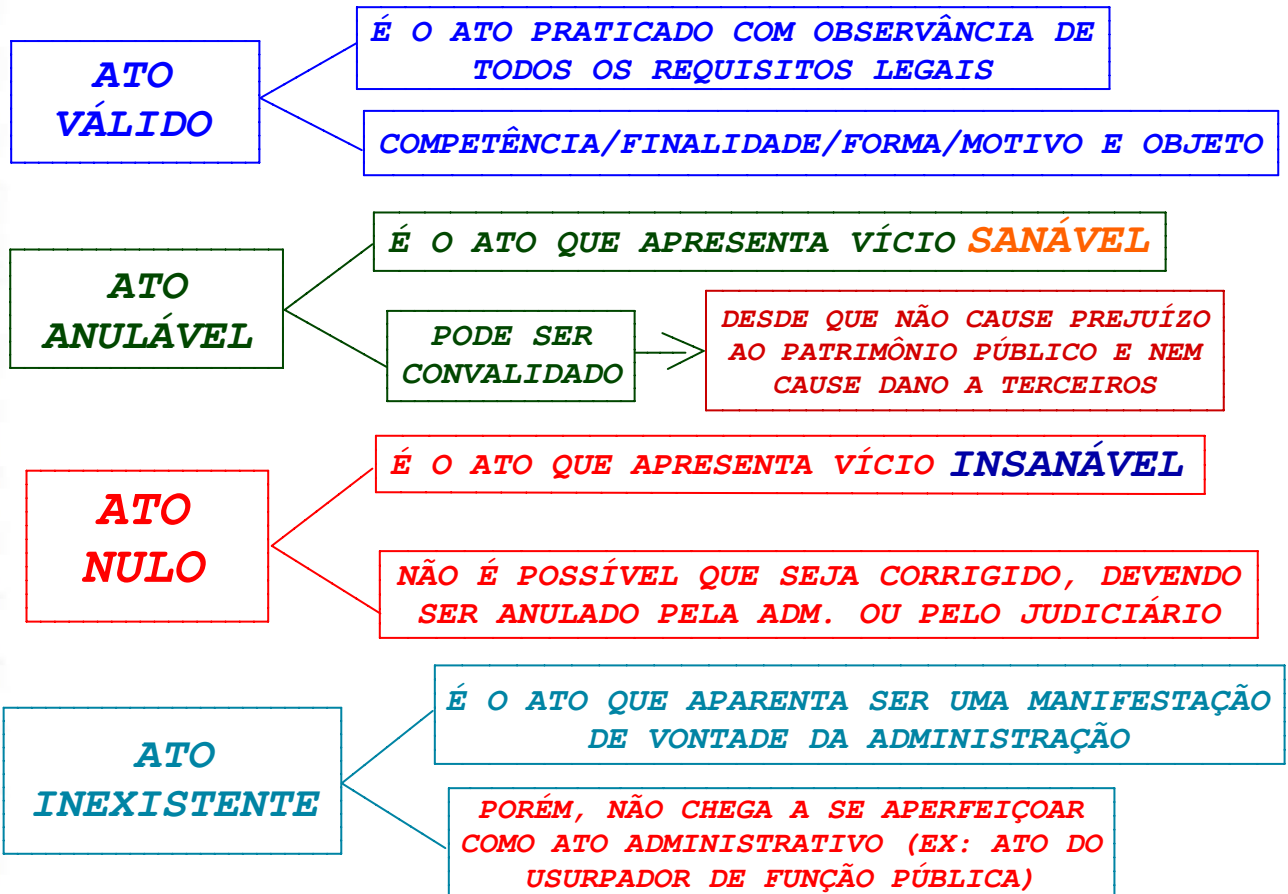 ATO
VÁLIDO
É O ATO PRATICADO COM OBSERVÂNCIA DE
TODOS OS REQUISITOS LEGAIS
COMPETÊNCIA/FINALIDADE/FORMA/MOTIVO E OBJETO
ATO
ANULÁVEL
É O ATO QUE APRESENTA VÍCIO SANÁVEL
PODE SER
CONVALIDADO
DESDE QUE NÃO CAUSE PREJUÍZO
AO PATRIMÔNIO PÚBLICO E NEM
CAUSE DANO A TERCEIROS
ATO
NULO
É O ATO QUE APRESENTA VÍCIO INSANÁVEL
NÃO É POSSÍVEL QUE SEJA CORRIGIDO, DEVENDO
SER ANULADO PELA ADM. OU PELO JUDICIÁRIO
ATO
INEXISTENTE
É O ATO QUE APARENTA SER UMA MANIFESTAÇÃO
DE VONTADE DA ADMINISTRAÇÃO
PORÉM, NÃO CHEGA A SE APERFEIÇOAR
COMO ATO ADMINISTRATIVO (EX: ATO DO
USURPADOR DE FUNÇÃO PÚBLICA)